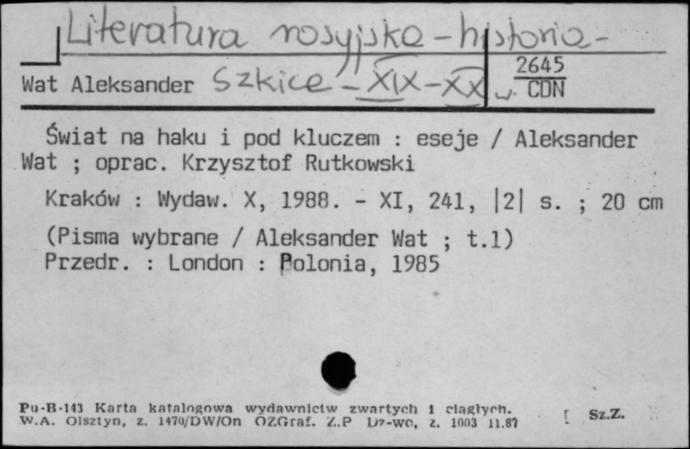 Literatura rosyjska - historia -
Wat Aleksander Szkice - XIX - XX
2645
CDN
Świat na haku i pod kluczem : eseje / Aleksander
Wat ; oprac. Krzysztof Rutkowski
Kraków : Wydaw. X, 1988. - XI, 241, |2| s. ; 20 cm
(Pisma wybrane / Aleksander Wat ; t.1)
Przedr. : London : Polonia, 1985
Pu-B-143 Karta katalogowa wydawnictw zwartych i ciągłych.
W.A. Olsztyn, z. 1470/DW/On OZGraf. Z.P Dz-wo, z. 1003 11.87
Sz.Z.